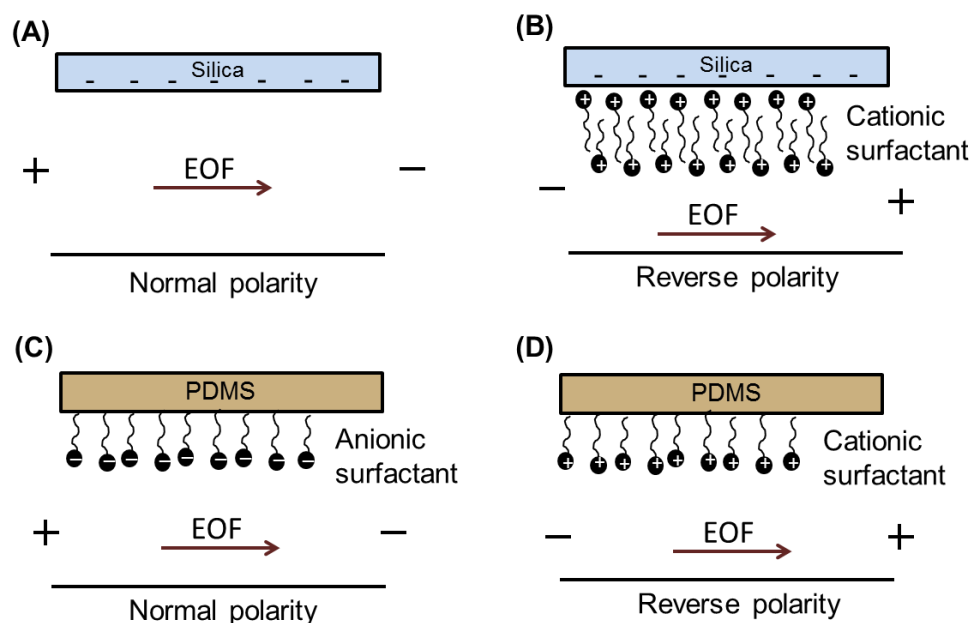 (A)
Silica
- - - - - - -
+ EOF −
Normal polarity
(B)
Silica
- - - - - - -
+ + + + + + + +
+ + + + + + + +
Cationic
surfactant
− EOF +
Reverse polarity
(C)
PDMS
− − − − − − − − −
Anionic
surfactant
+ EOF −
Normal polarity
(D)
PDMS
+ + + + + + + + +
Cationic
surfactant
− EOF +
Reverse polarity